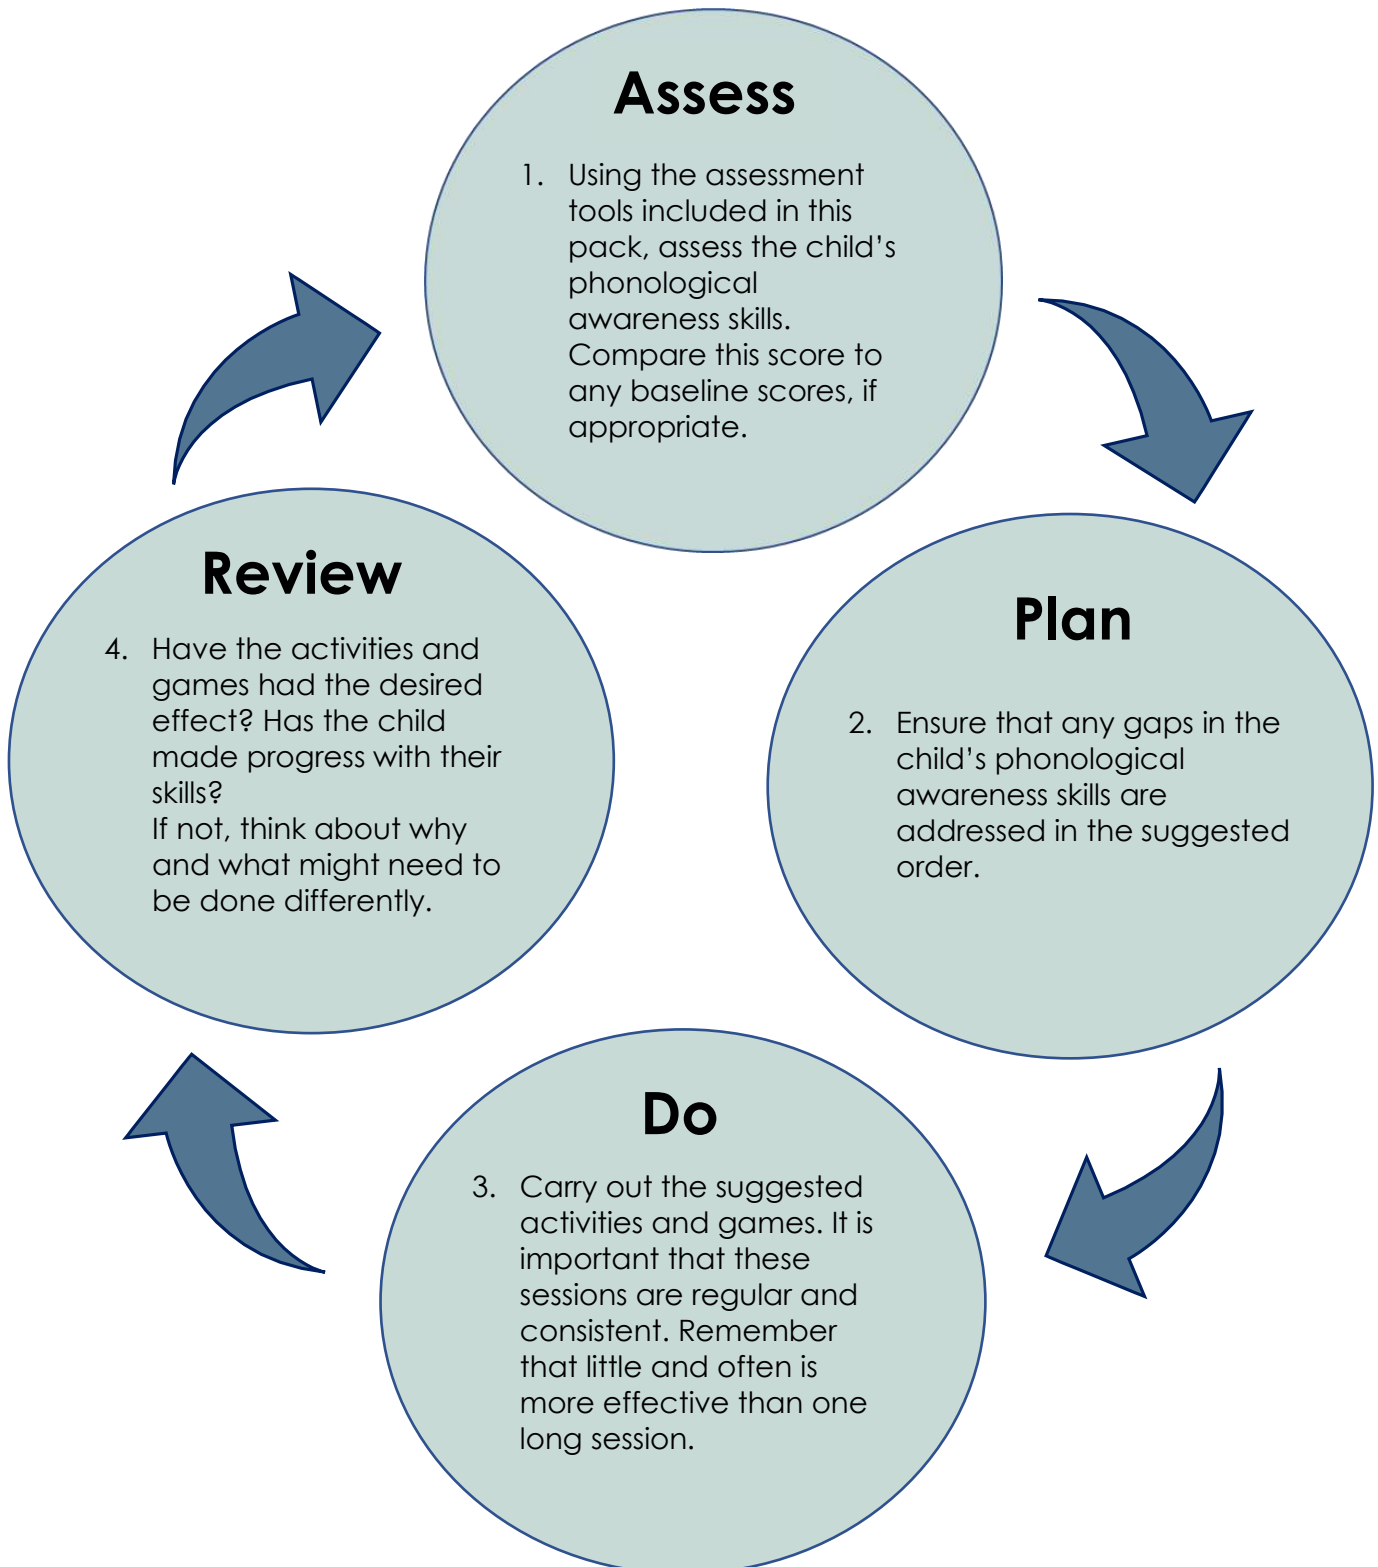 Assess
1. Using the assessment
tools included in this
pack, assess the child’s
phonological
awareness skills.
Compare this score to
any baseline scores, if
appropriate.
Plan
2. Ensure that any gaps in the
child’s phonological
awareness skills are
addressed in the suggested
order.
Do
3. Carry out the suggested
activities and games. It is
important that these
sessions are regular and
consistent. Remember
that little and often is
more effective than one
long session.
Review
4. Have the activities and
games had the desired
effect? Has the child
made progress with their
skills?
If not, think about why
and what might need to
be done differently.